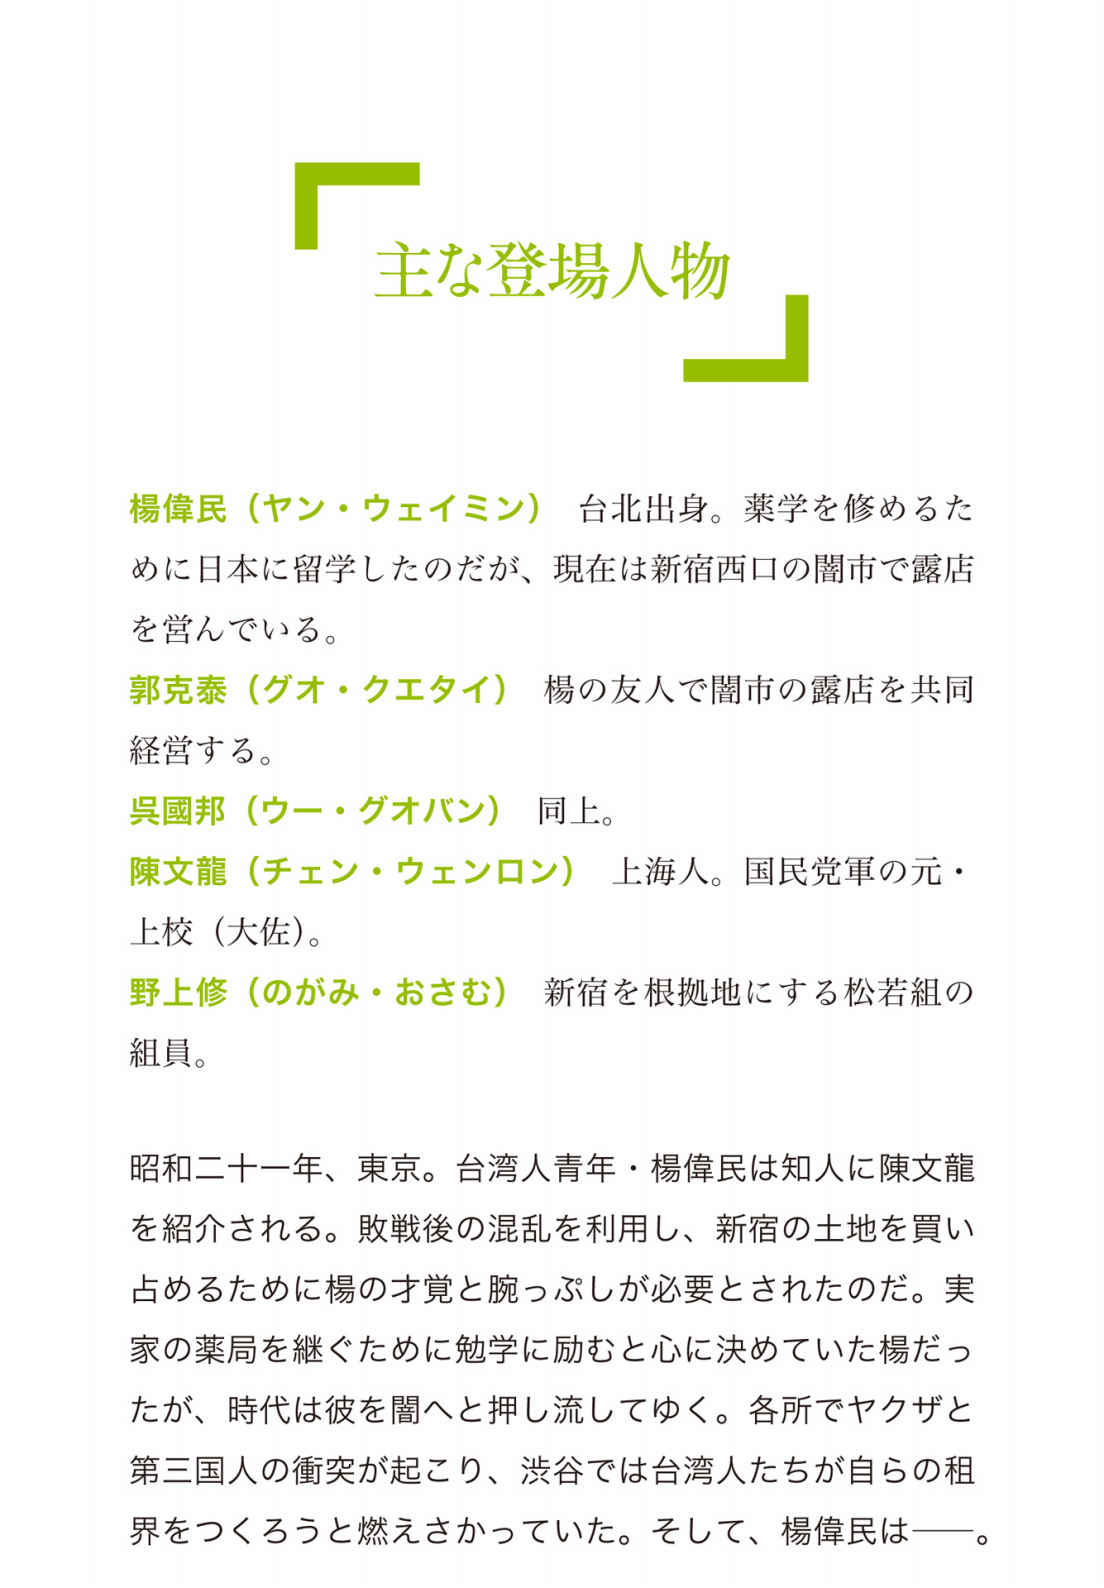 主な登場人物
楊偉民（ヤン・ウェイミン）　台北出身。薬学を修めるた
めに日本に留学したのだが、現在は新宿西口の闇市で露店
を営んでいる。
郭克泰（グオ・クエタイ）　楊の友人で闇市の露店を共同
経営する。
呉國邦（ウー・グオバン）　同上。
陳文龍（チェン・ウェンロン）　上海人。国民党軍の元・
上校（大佐）。
野上修（のがみ・おさむ）　新宿を根拠地にする松若組の
組員。
昭和二十一年、東京。台湾人青年・楊偉民は知人に陳文龍
を紹介される。敗戦後の混乱を利用し、新宿の土地を買い
占めるために楊の才覚と腕っぷしが必要とされたのだ。実
家の薬局を継ぐために勉学に励むと心に決めていた楊だっ
たが、時代は彼を闇へと押し流してゆく。各所でヤクザと
第三国人の衝突が起こり、渋谷では台湾人たちが自らの租
界をつくろうと燃えさかっていた。そして、楊偉民は――。